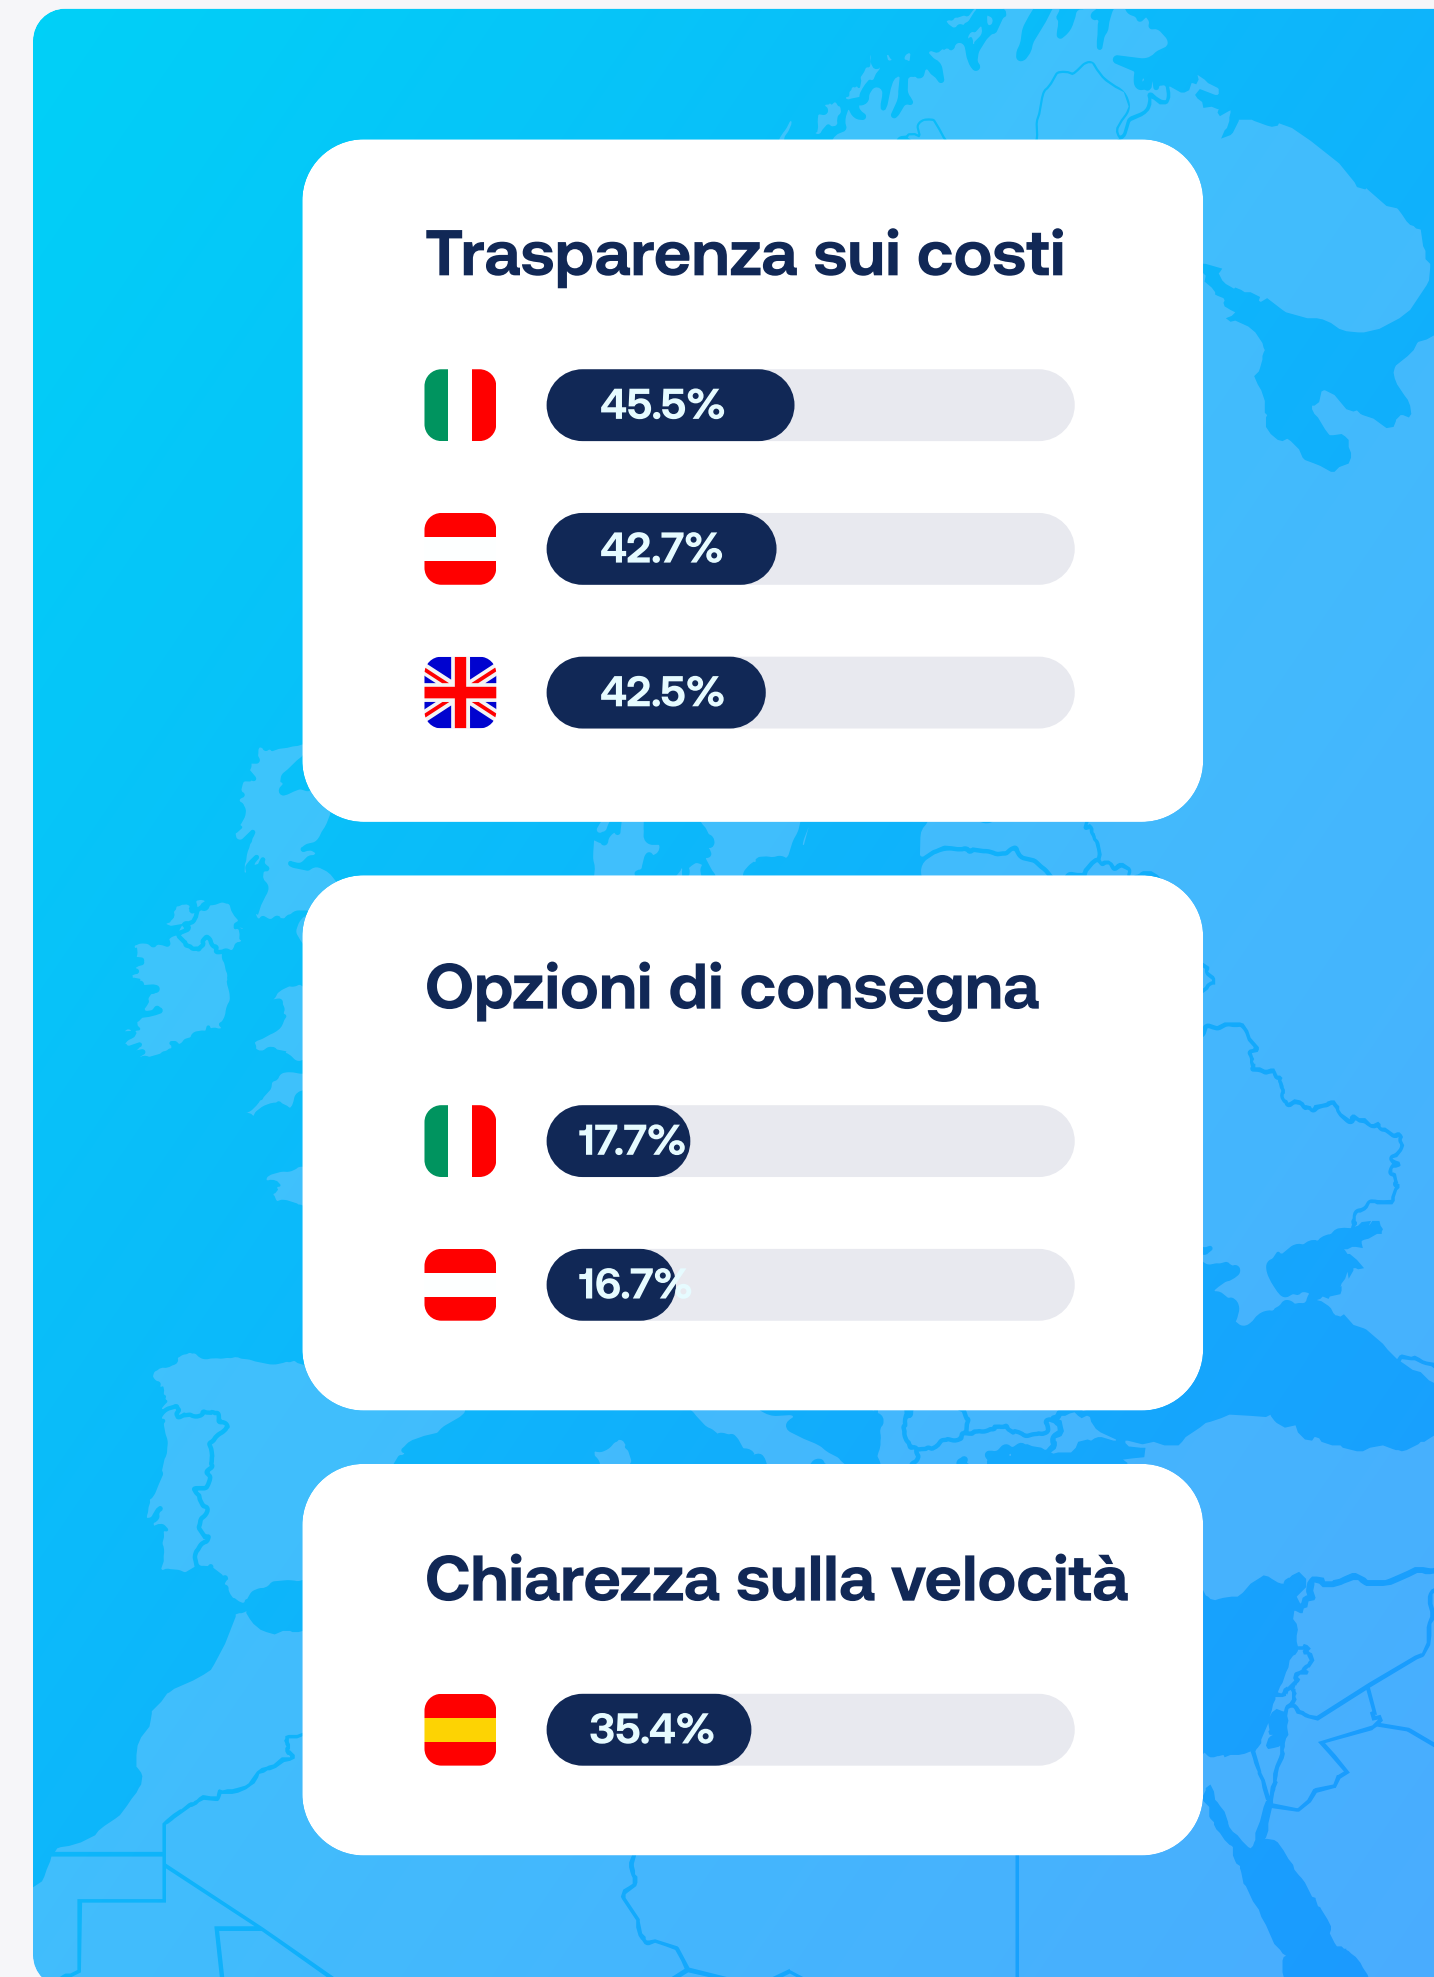 Trasparenza sui costi
45.5%
42.7%
42.5%
Opzioni di consegna
17.7%
16.7%
Chiarezza sulla velocità
35.4%